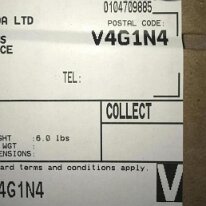 0104709885
DA LTD
POSTAL CODE:
S
V4G1N4
CE
TEL:
COLLECT
GHT : 6.0 lbs
WGT :
ENSIONS:
ard terms and conditions apply.
4G1N4
V